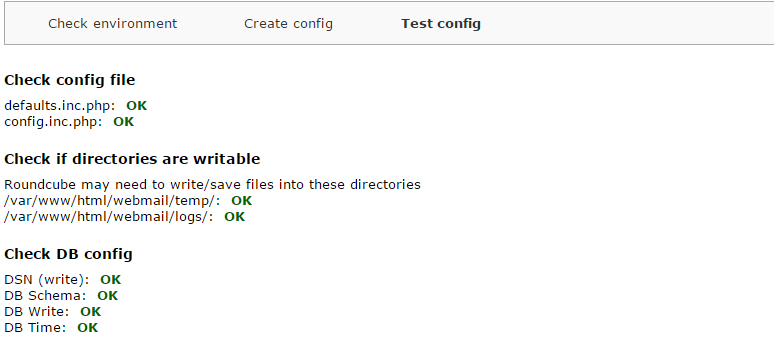 Check environment Create config Test config
Check config file
defaults.inc.php: OK
config.inc.php: OK
Check if directories are writable
Roundcube may need to write/save files into these directories
/var/www/html/webmail/temp/: OK
/var/www/html/webmail/logs/: OK
Check DB config
DSN (write): OK
DB Schema: OK
DB Write: OK
DB Time: OK